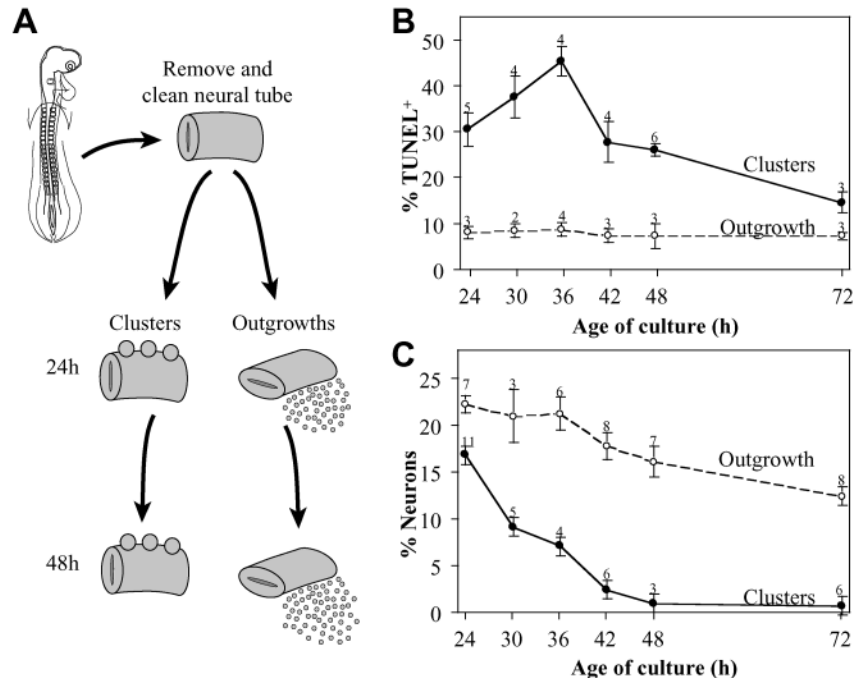 A
Remove and
clean neural tube
Clusters
Outgrowths
24h
48h
B
% TUNEL⁺
50
40
30
20
10
0
5
4
4
4
6
3
Clusters
3
2
4
3
3
3
Outgrowth
24
30
36
42
48
72
Age of culture (h)
C
% Neurons
25
20
15
10
5
0
7
3
6
8
7
8
Outgrowth
11
5
4
6
3
6
Clusters
24
30
36
42
48
72
Age of culture (h)